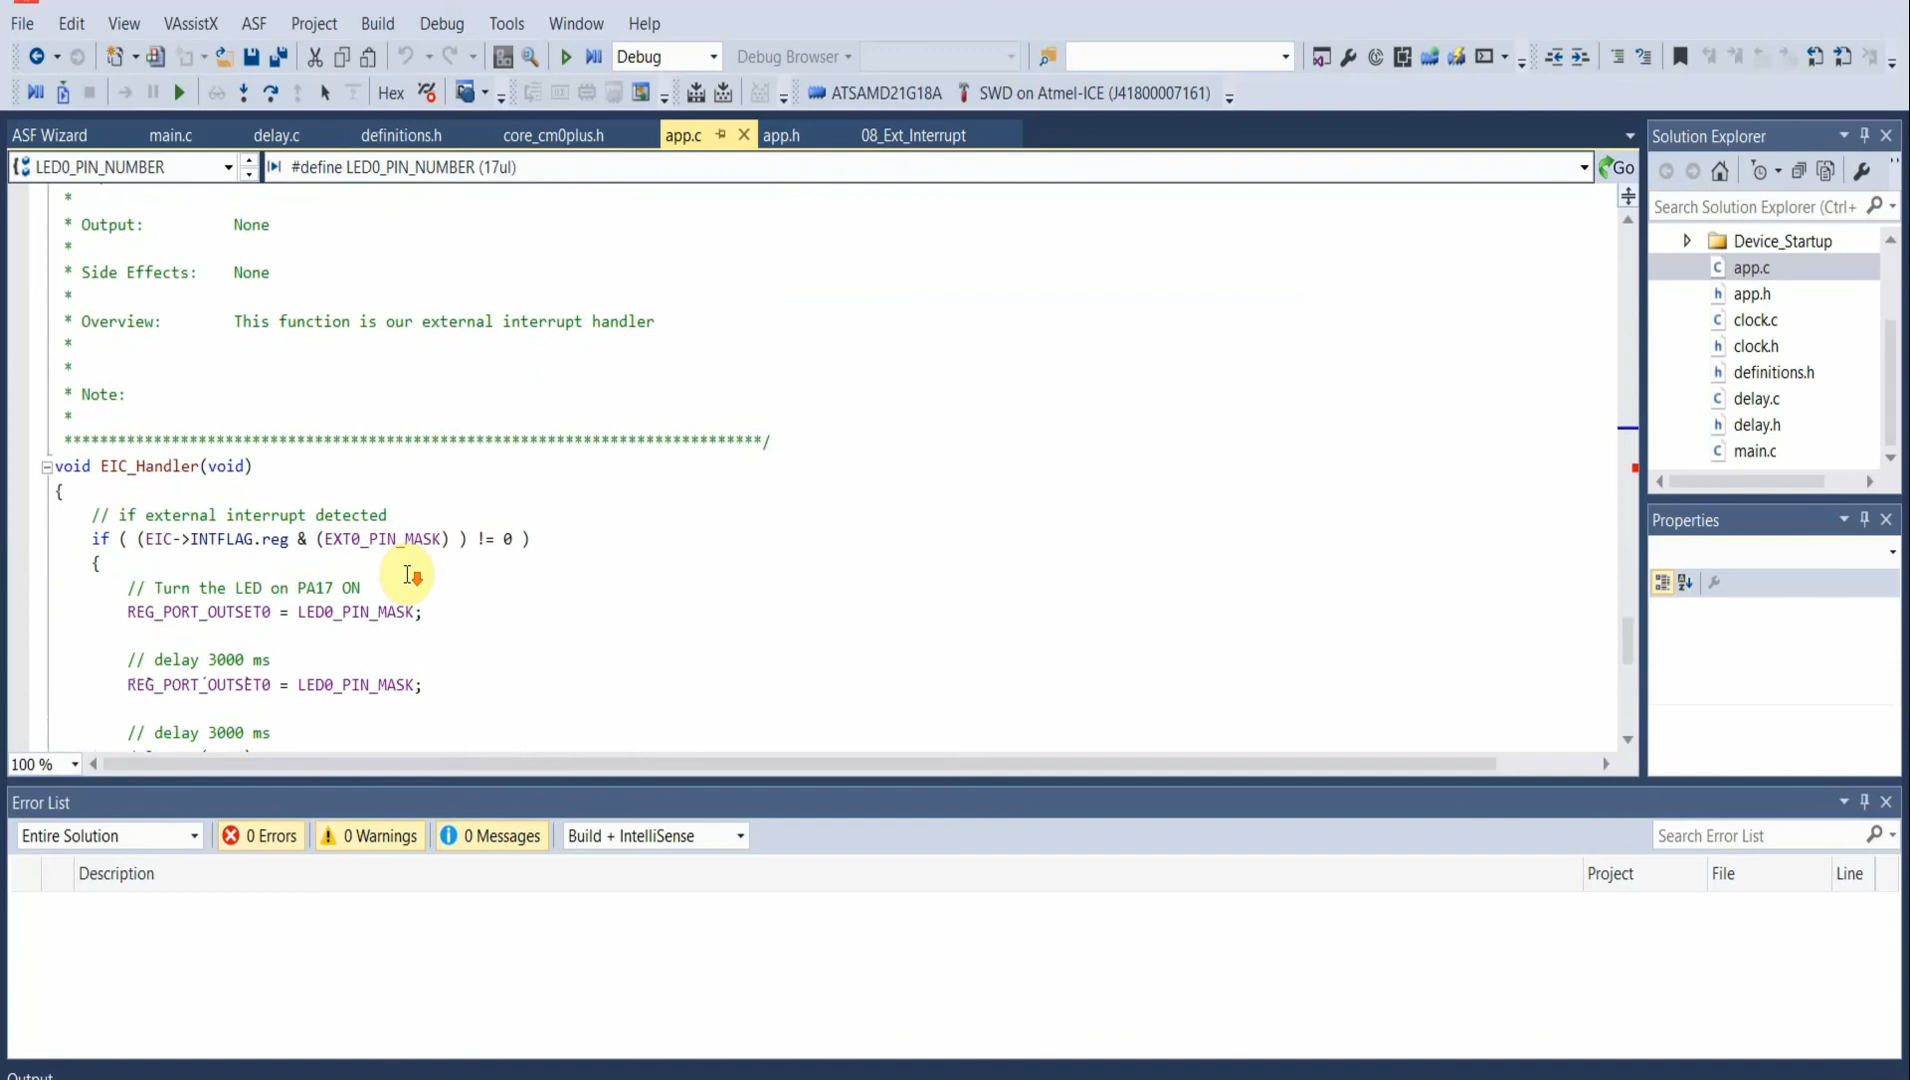 File Edit View VAssistX ASF Project Build Debug Tools Window Help
Debug Debug Browser
Hex ATSAMD21G18A SWD on Atmel-ICE (J41800007161)
ASF Wizard main.c delay.c definitions.h core_cm0plus.h app.c app.h 08_Ext_Interrupt
LED0_PIN_NUMBER #define LED0_PIN_NUMBER (17ul) Go
*
* Output: None
*
* Side Effects: None
*
* Overview: This function is our external interrupt handler
*
*
* Note:
*
******************************************************************************/
void EIC_Handler(void)
{
// if external interrupt detected
if ( (EIC->INTFLAG.reg & (EXT0_PIN_MASK) ) != 0 )
{
// Turn the LED on PA17 ON
REG_PORT_OUTSET0 = LED0_PIN_MASK;
// delay 3000 ms
REG_PORT_OUTSET0 = LED0_PIN_MASK;
// delay 3000 ms
100 %
Solution Explorer
Search Solution Explorer (Ctrl+
Device_Startup
app.c
app.h
clock.c
clock.h
definitions.h
delay.c
delay.h
main.c
Properties
Error List
Entire Solution 0 Errors 0 Warnings 0 Messages Build + IntelliSense Search Error List
Description Project File Line
Output